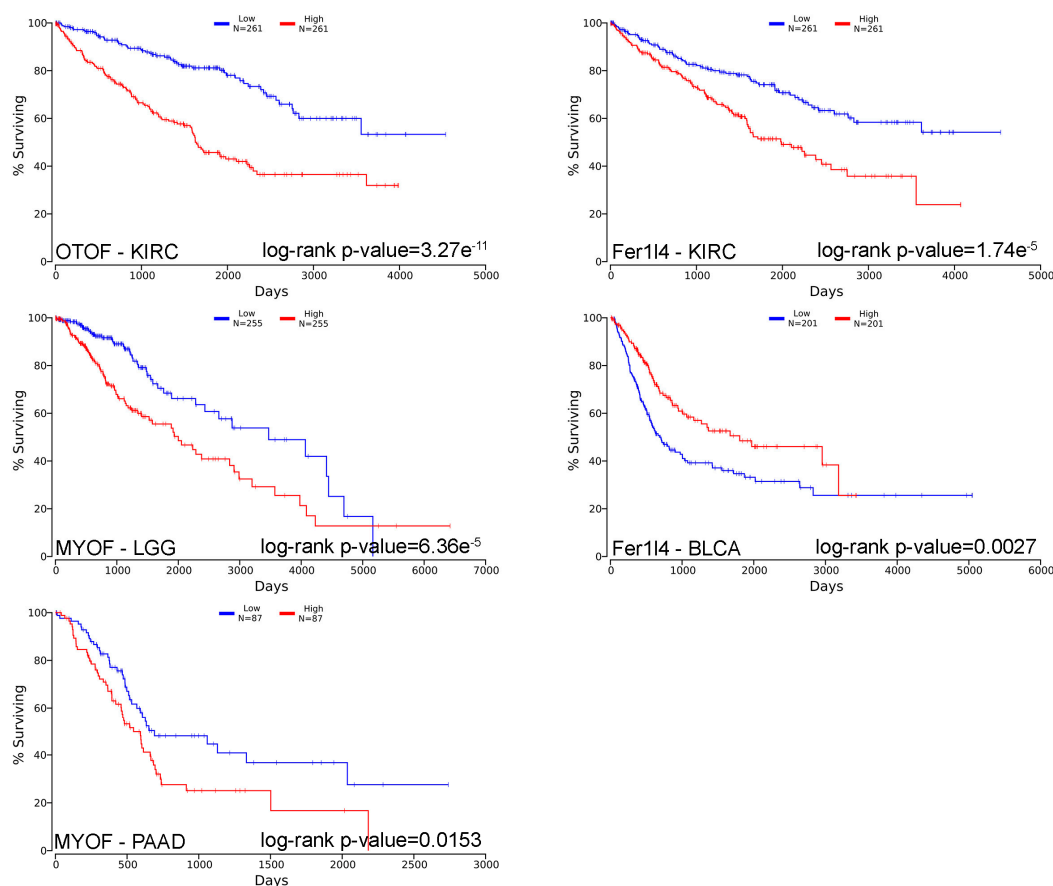 Low
N=261
High
N=261
% Surviving
100
80
60
40
20
0
OTOF - KIRC
log-rank p-value=3.27e-11
0
1000
2000
3000
4000
5000
Days
Low
N=261
High
N=261
% Surviving
100
80
60
40
20
0
Fer1l4 - KIRC
log-rank p-value=1.74e-5
0
1000
2000
3000
4000
5000
Days
Low
N=255
High
N=255
% Surviving
100
80
60
40
20
0
MYOF - LGG
log-rank p-value=6.36e-5
0
1000
2000
3000
4000
5000
6000
7000
Days
Low
N=201
High
N=201
% Surviving
100
80
60
40
20
0
Fer1l4 - BLCA
log-rank p-value=0.0027
0
1000
2000
3000
4000
5000
6000
Days
Low
N=87
High
N=87
% Surviving
100
80
60
40
20
0
MYOF - PAAD
log-rank p-value=0.0153
0
500
1000
1500
2000
2500
3000
Days